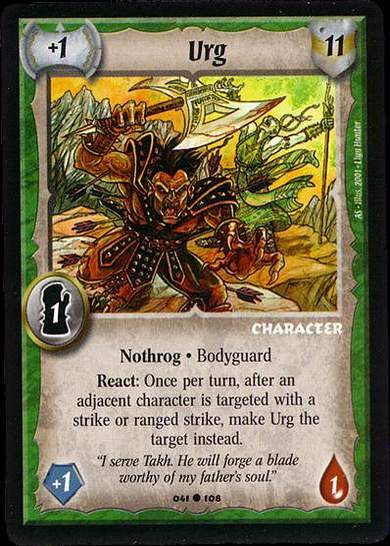 +1
Urg
11
AS • Illus. 2001 • Llyn Hunter
1
CHARACTER
Nothrog • Bodyguard
React: Once per turn, after an
adjacent character is targeted with a
strike or ranged strike, make Urg the
target instead.
"I serve Takh. He will forge a blade
worthy of my father's soul."
+1
041 ● 108
1